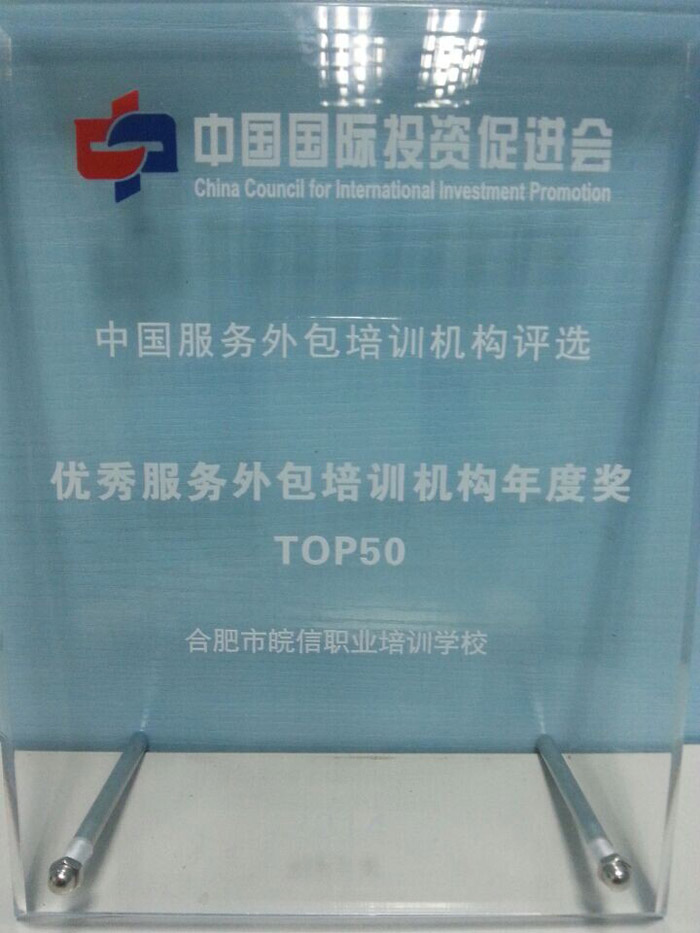 中国国际投资促进会
China Council for International Investment Promotion
中国服务外包培训机构评选
优秀服务外包培训机构年度奖
TOP50
合肥市皖信职业培训学校